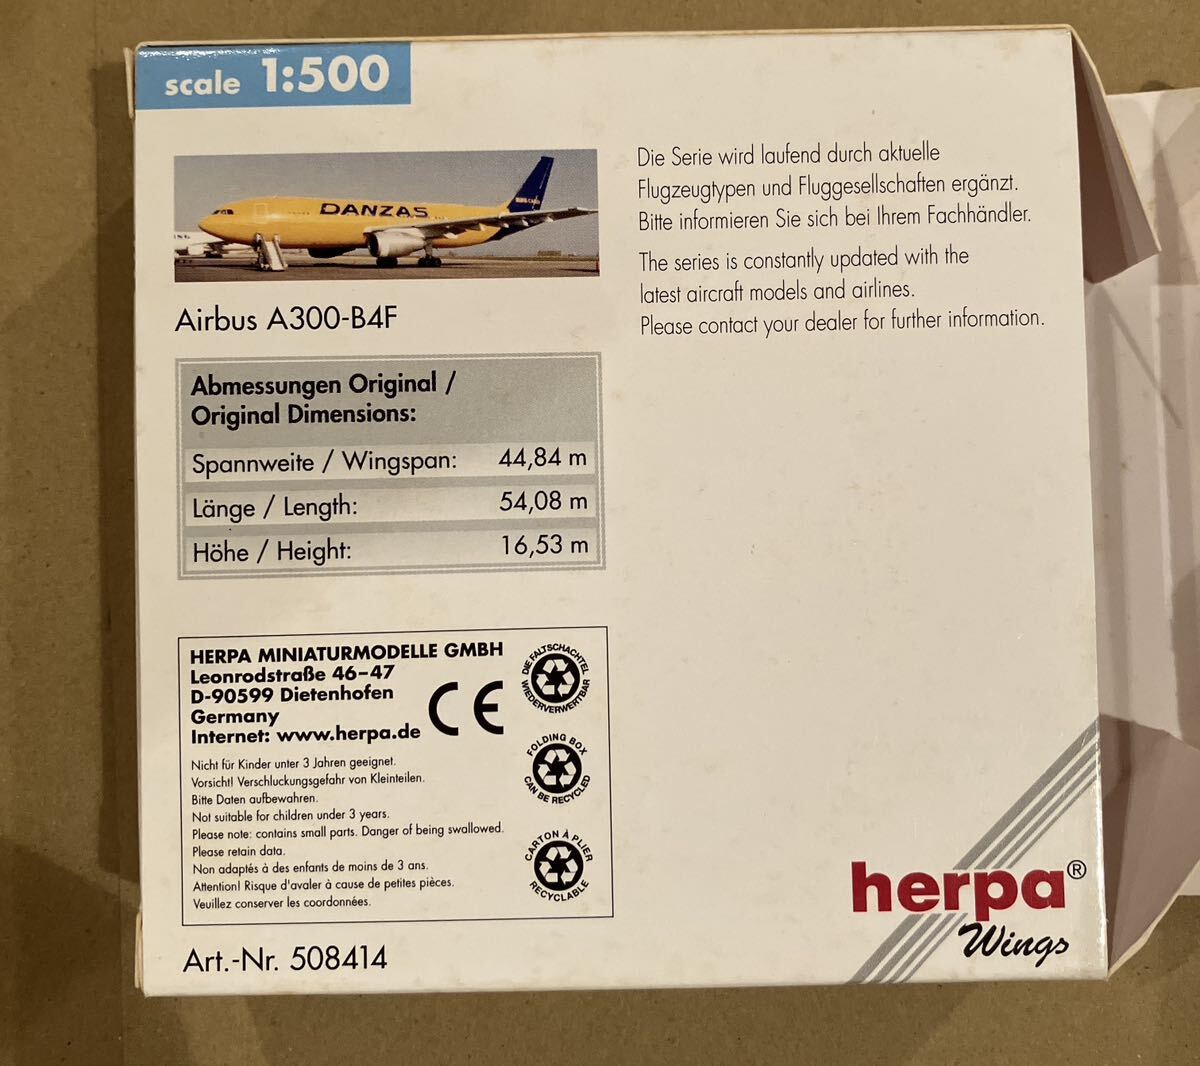 scale 1:500
DANZAS
Airbus A300-B4F
Abmessungen Original /
Original Dimensions:
Spannweite / Wingspan: 44,84 m
Länge / Length: 54,08 m
Höhe / Height: 16,53 m
Die Serie wird laufend durch aktuelle
Flugzeugtypen und Fluggesellschaften ergänzt.
Bitte informieren Sie sich bei Ihrem Fachhändler.
The series is constantly updated with the
latest aircraft models and airlines.
Please contact your dealer for further information.
HERPA MINIATURMODELLE GMBH
Leonrodstraße 46-47
D-90599 Dietenhofen
Germany
Internet: www.herpa.de
CE
DIE FALTSCHACHTEL
WIEDERVERWERTBAR
FOLDING BOX
CAN BE RECYCLED
CARTON À PLIER
RECYCLABLE
Nicht für Kinder unter 3 Jahren geeignet.
Vorsicht! Verschluckungsgefahr von Kleinteilen.
Bitte Daten aufbewahren.
Not suitable for children under 3 years.
Please note: contains small parts. Danger of being swallowed.
Please retain data.
Non adaptés à des enfants de moins de 3 ans.
Attention! Risque d'avaler à cause de petites pièces.
Veuillez conserver les coordonnées.
Art.-Nr. 508414
herpa®
Wings